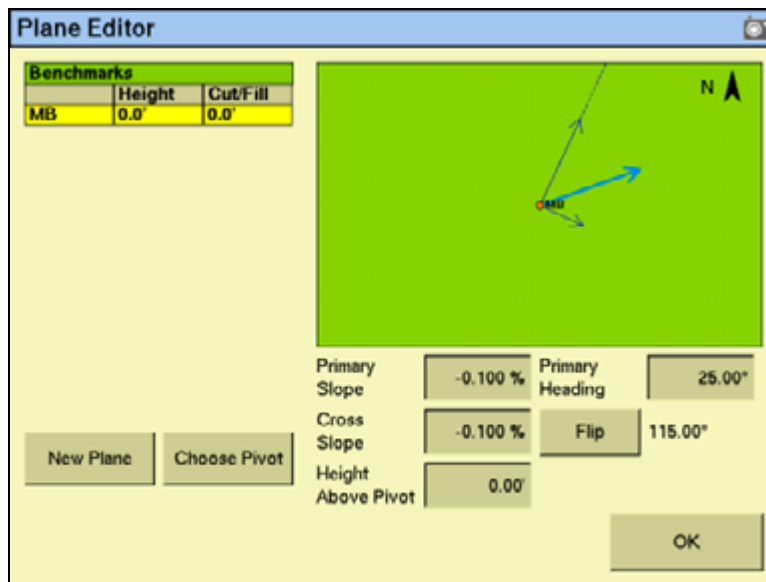 Plane Editor
Benchmarks
Height Cut/Fill
MB 0.0' 0.0'
N
MB
Primary Slope -0.100 % Primary Heading 25.00°
Cross Slope -0.100 % Flip 115.00°
Height Above Pivot 0.00'
New Plane Choose Pivot
OK